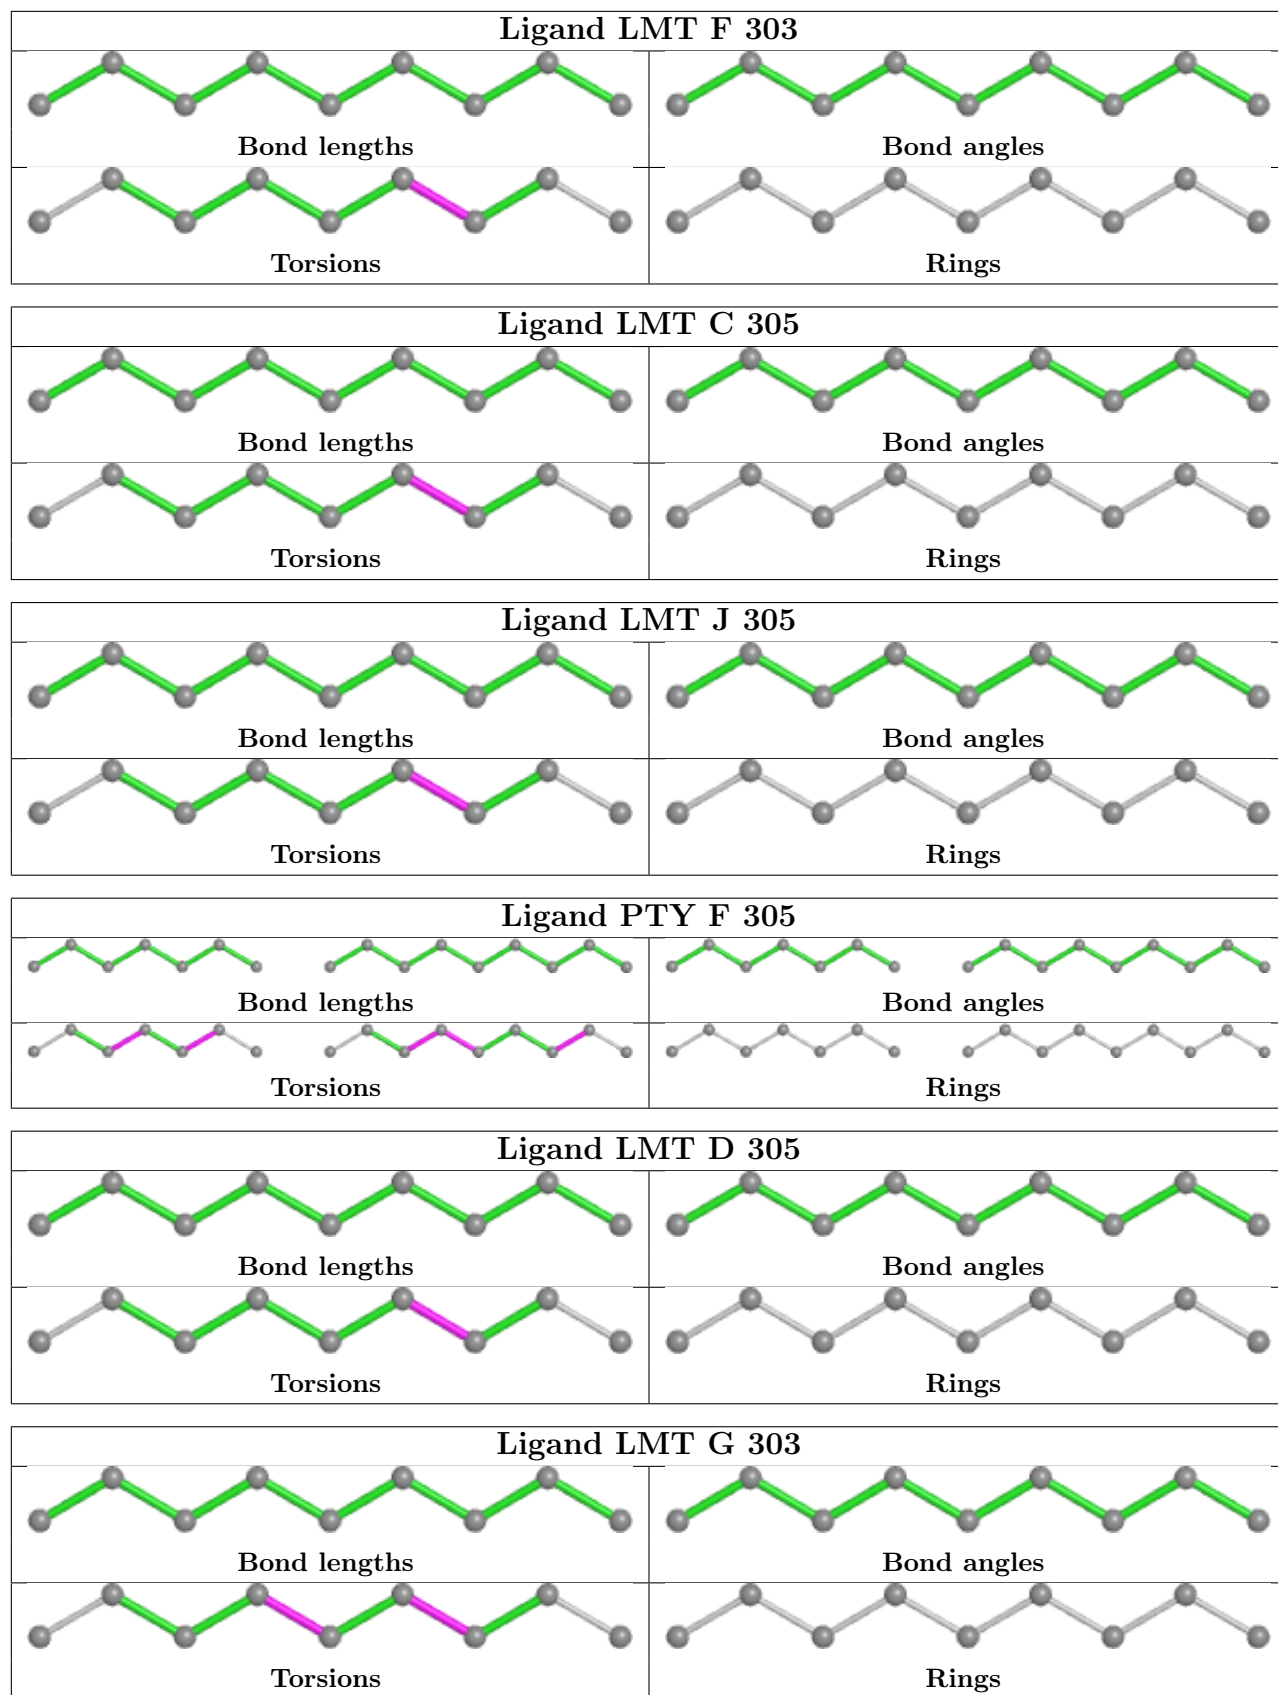 Ligand LMT F 303
Bond lengths Bond angles
Torsions Rings
Ligand LMT C 305
Bond lengths Bond angles
Torsions Rings
Ligand LMT J 305
Bond lengths Bond angles
Torsions Rings
Ligand PTY F 305
Bond lengths Bond angles
Torsions Rings
Ligand LMT D 305
Bond lengths Bond angles
Torsions Rings
Ligand LMT G 303
Bond lengths Bond angles
Torsions Rings